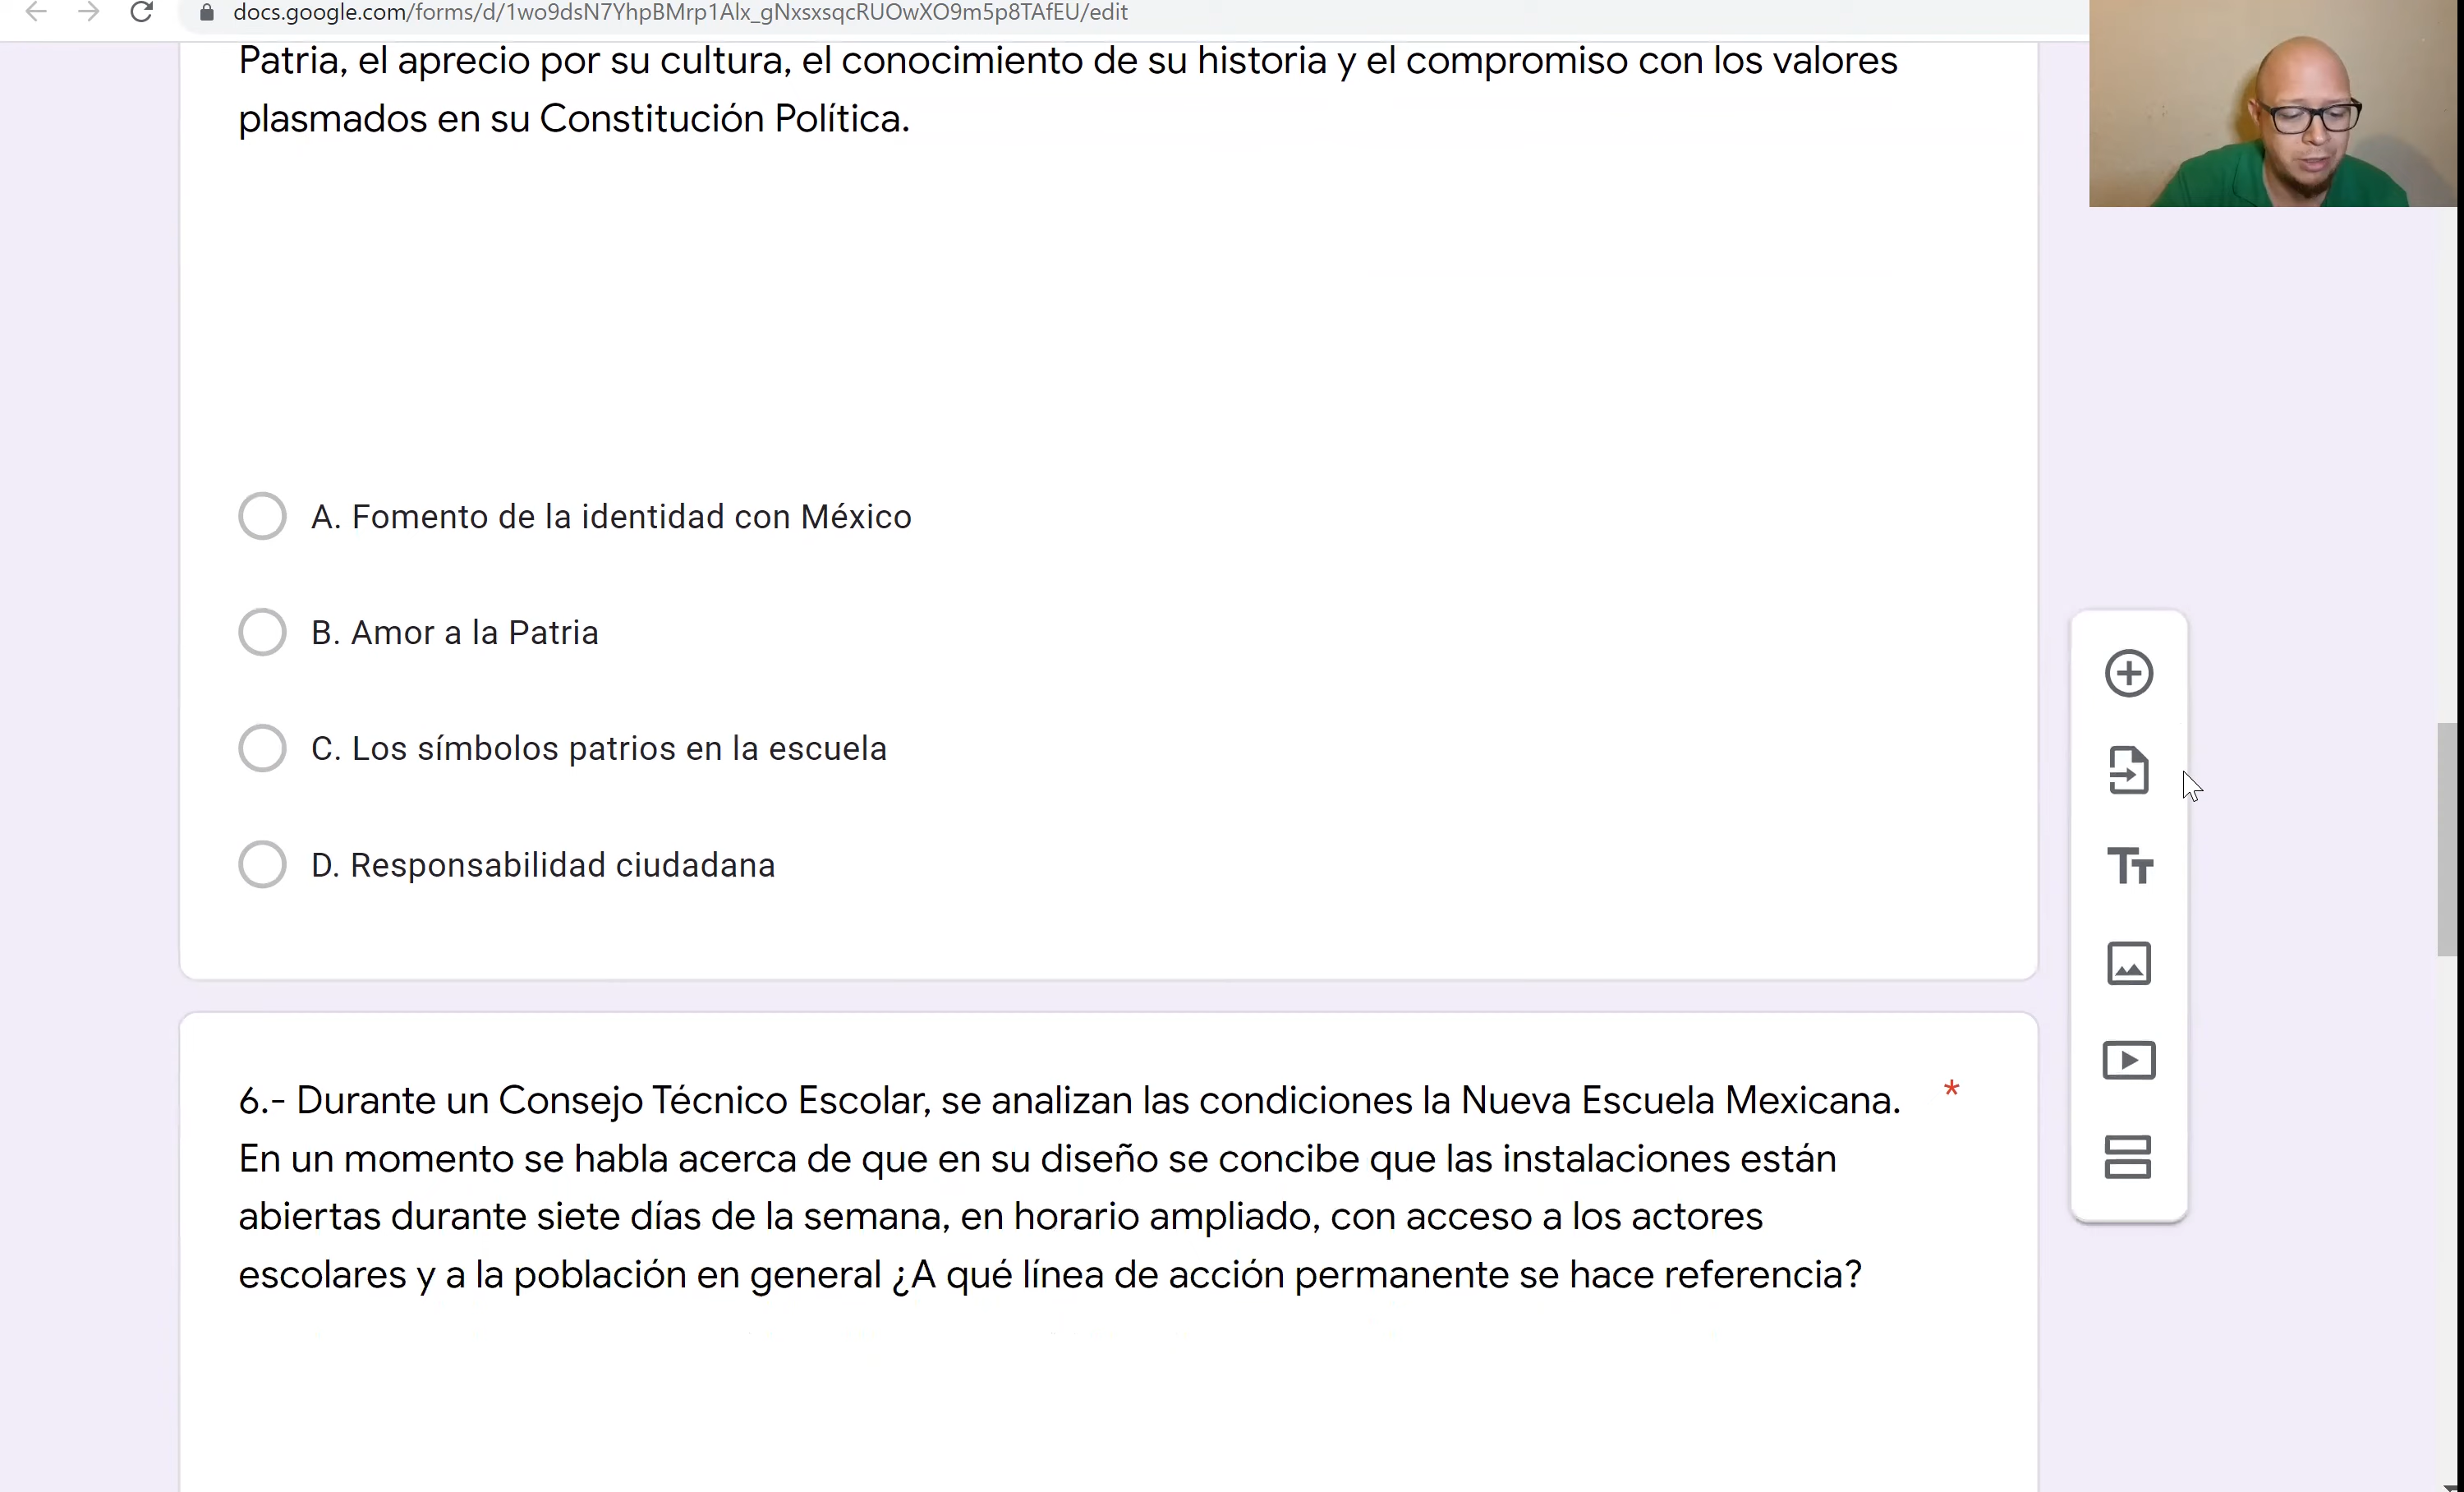 docs.google.com/forms/d/1wo9dsN7YhpBMrp1Alx_gNxsxsqcRUOwXO9m5p8TAfEU/edit
Patria, el aprecio por su cultura, el conocimiento de su historia y el compromiso con los valores
plasmados en su Constitución Política.
A. Fomento de la identidad con México
B. Amor a la Patria
C. Los símbolos patrios en la escuela
D. Responsabilidad ciudadana
6.- Durante un Consejo Técnico Escolar, se analizan las condiciones la Nueva Escuela Mexicana. *
En un momento se habla acerca de que en su diseño se concibe que las instalaciones están
abiertas durante siete días de la semana, en horario ampliado, con acceso a los actores
escolares y a la población en general ¿A qué línea de acción permanente se hace referencia?